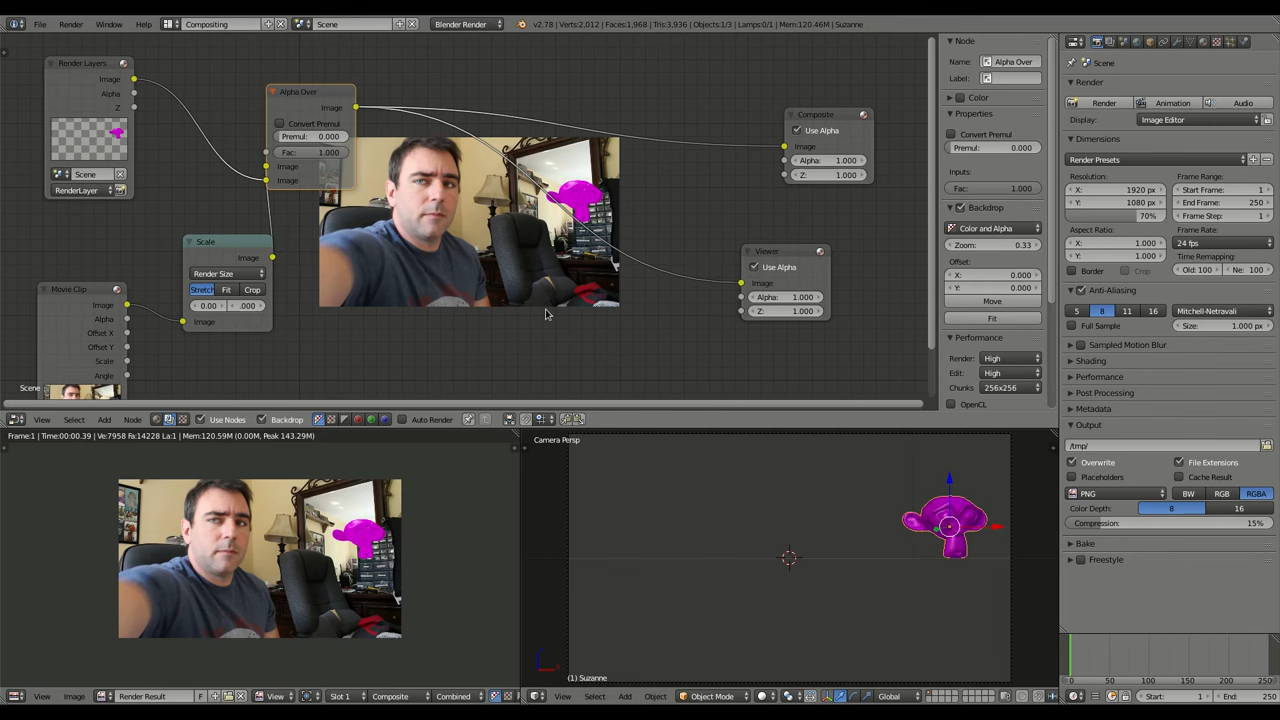 File Render Window Help Compositing Scene Blender Render v2.78 | Verts:2,012 | Faces:1,968 | Tris:3,936 | Objects:1/3 | Lamps:0/1 | Mem:120.46M | Suzanne
Render Layers
Image
Alpha
Z
Scene
RenderLayer
Alpha Over
Image
Convert Premul
Premul: 0.000
Fac: 1.000
Image
Image
Scale
Image
Render Size
Stretch Fit Crop
0.00 .000
Image
Movie Clip
Image
Alpha
Offset X
Offset Y
Scale
Angle
Scene
Composite
Use Alpha
Image
Alpha: 1.000
Z: 1.000
Viewer
Use Alpha
Image
Alpha: 1.000
Z: 1.000
Node
Name: Alpha Over
Label:
Color
Properties
Convert Premul
Premul: 0.000
Inputs:
Fac: 1.000
Backdrop
Color and Alpha
Zoom: 0.33
Offset:
X: 0.000
Y: 0.000
Move
Fit
Performance
Render: High
Edit: High
Chunks 256x256
OpenCL
View Select Add Node Use Nodes Backdrop Auto Render
Frame:1 | Time:00:00.39 | Ve:7958 Fa:14228 La:1 | Mem:120.59M (0.00M, Peak 143.29M)
View Image Render Result F View Slot 1 Composite Combined
Camera Persp
(1) Suzanne
View Select Add Object Object Mode Global
Scene
Render
Render Animation Audio
Display: Image Editor
Dimensions
Render Presets
Resolution:
X: 1920 px
Y: 1080 px
70%
Frame Range:
Start Frame: 1
End Frame: 250
Frame Step: 1
Aspect Ratio:
X: 1.000
Y: 1.000
Border Crop
Frame Rate:
24 fps
Time Remapping:
Old: 100 Ne: 100
Anti-Aliasing
5 8 11 16
Full Sample
Mitchell-Netravali
Size: 1.000 px
Sampled Motion Blur
Shading
Performance
Post Processing
Metadata
Output
/tmp/
Overwrite File Extensions
Placeholders Cache Result
PNG BW RGB RGBA
Color Depth: 8 16
Compression: 15%
Bake
Freestyle
0 50 100 150 200 250
Start: 1 End: 250